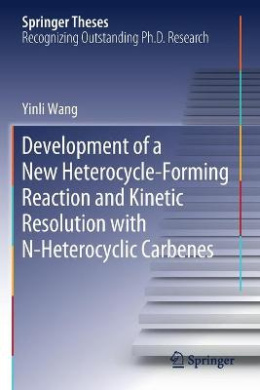 Springer Theses
Recognizing Outstanding Ph.D. Research
Yinli Wang
Development of a
New Heterocycle-Forming
Reaction and Kinetic
Resolution with
N-Heterocyclic Carbenes
Springer